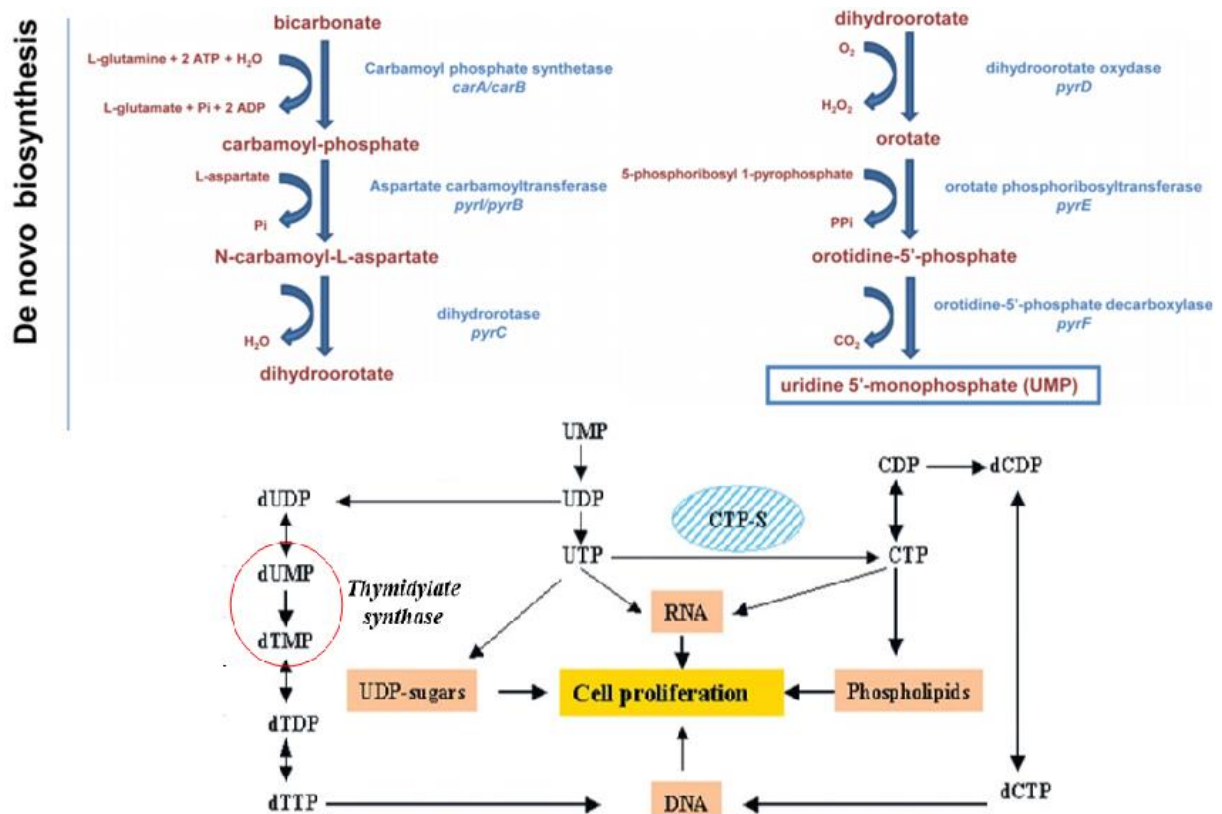 De novo biosynthesis
bicarbonate
L-glutamine + 2 ATP + H₂O
Carbamoyl phosphate synthetase
carA/carB
L-glutamate + Pi + 2 ADP
carbamoyl-phosphate
L-aspartate
Aspartate carbamoyltransferase
pyrI/pyrB
Pi
N-carbamoyl-L-aspartate
dihydrorotase
pyrC
H₂O
dihydroorotate
dihydroorotate
O₂
dihydroorotate oxydase
pyrD
H₂O₂
orotate
5-phosphoribosyl 1-pyrophosphate
orotate phosphoribosyltransferase
pyrE
PPi
orotidine-5'-phosphate
orotidine-5'-phosphate decarboxylase
pyrF
CO₂
uridine 5'-monophosphate (UMP)
UMP
CDP
dCDP
dUDP
UDP
CTP-S
UTP
CTP
dUMP
Thymidylate
synthase
RNA
dTMP
UDP-sugars
Cell proliferation
Phospholipids
dTDP
dTTP
DNA
dCTP